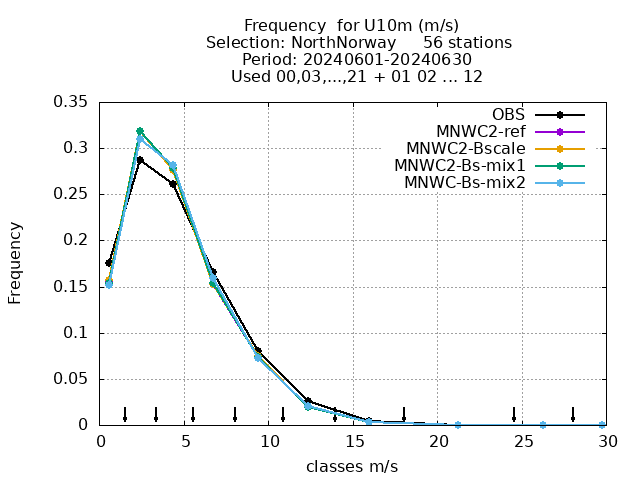 Frequency  for U10m (m/s)
Selection: NorthNorway     56 stations
Period: 20240601-20240630
Used 00,03,...,21 + 01 02 ... 12
OBS
MNWC2-ref
MNWC2-Bscale
MNWC2-Bs-mix1
MNWC-Bs-mix2
0.35
0.3
0.25
0.2
0.15
0.1
0.05
0
Frequency
0 5 10 15 20 25 30
classes m/s